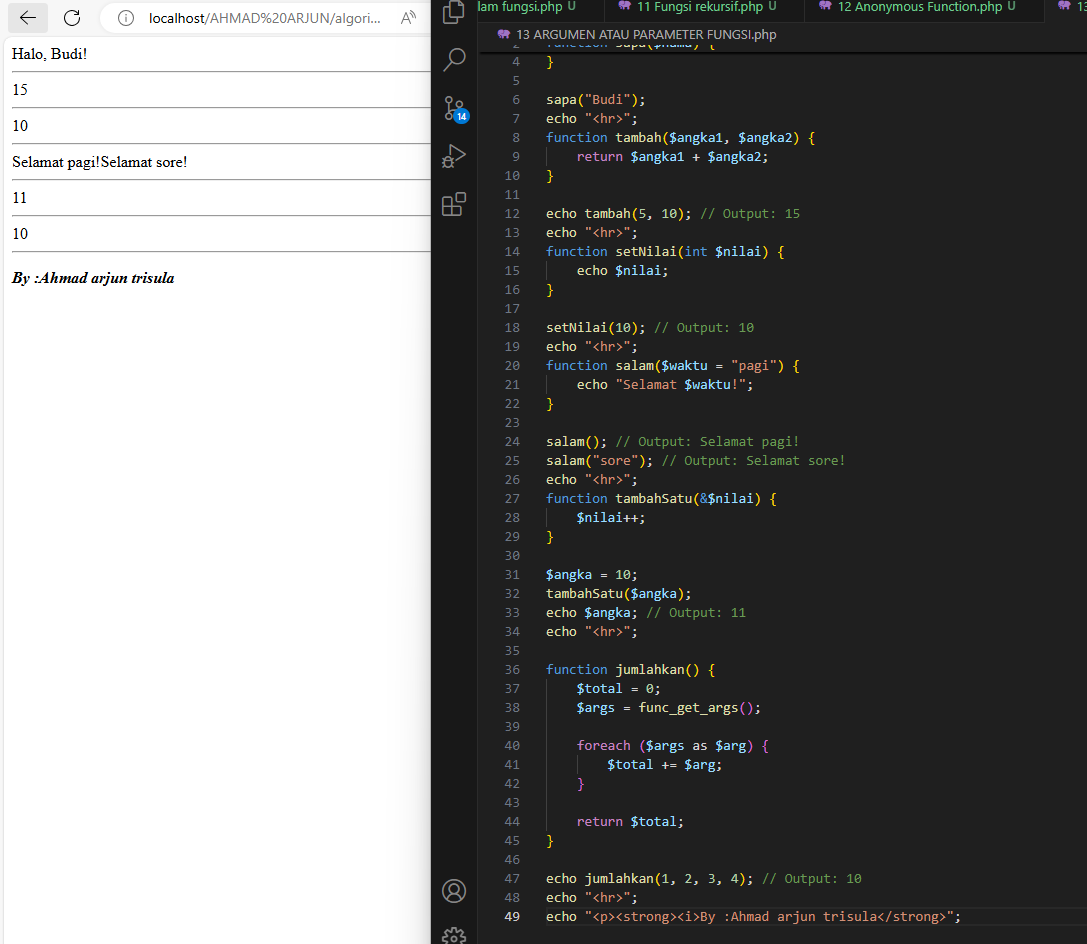 localhost/AHMAD%20ARJUN/algori...
Halo, Budi!
15
10
Selamat pagi!Selamat sore!
11
10
By :Ahmad arjun trisula
lam fungsi.php U
11 Fungsi rekursif.php U
12 Anonymous Function.php U
13
13 ARGUMEN ATAU PARAMETER FUNGSI.php
14
2 function sapa($nama) {
4 }
5
6 sapa("Budi");
7 echo "<hr>";
8 function tambah($angka1, $angka2) {
9     return $angka1 + $angka2;
10 }
11
12 echo tambah(5, 10); // Output: 15
13 echo "<hr>";
14 function setNilai(int $nilai) {
15     echo $nilai;
16 }
17
18 setNilai(10); // Output: 10
19 echo "<hr>";
20 function salam($waktu = "pagi") {
21     echo "Selamat $waktu!";
22 }
23
24 salam(); // Output: Selamat pagi!
25 salam("sore"); // Output: Selamat sore!
26 echo "<hr>";
27 function tambahSatu(&$nilai) {
28     $nilai++;
29 }
30
31 $angka = 10;
32 tambahSatu($angka);
33 echo $angka; // Output: 11
34 echo "<hr>";
35
36 function jumlahkan() {
37     $total = 0;
38     $args = func_get_args();
39
40     foreach ($args as $arg) {
41         $total += $arg;
42     }
43
44     return $total;
45 }
46
47 echo jumlahkan(1, 2, 3, 4); // Output: 10
48 echo "<hr>";
49 echo "<p><strong><i>By :Ahmad arjun trisula</strong>";